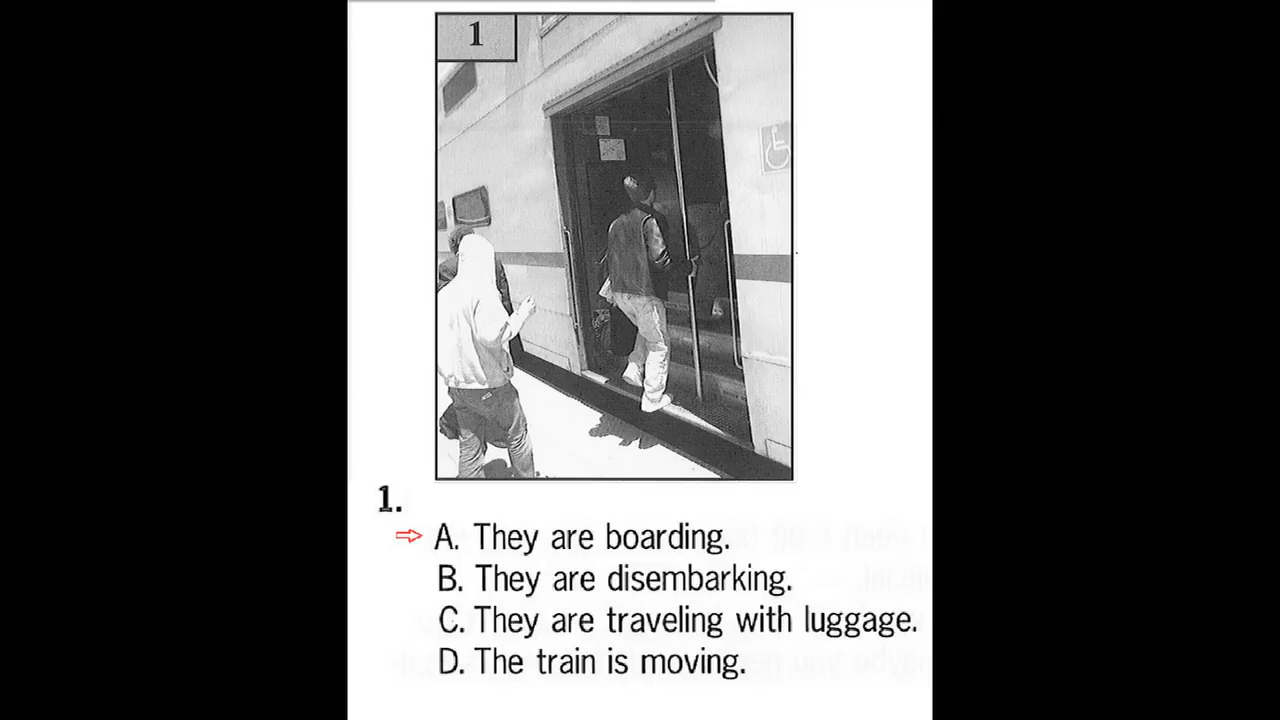 1
1.
A. They are boarding.
B. They are disembarking.
C. They are traveling with luggage.
D. The train is moving.